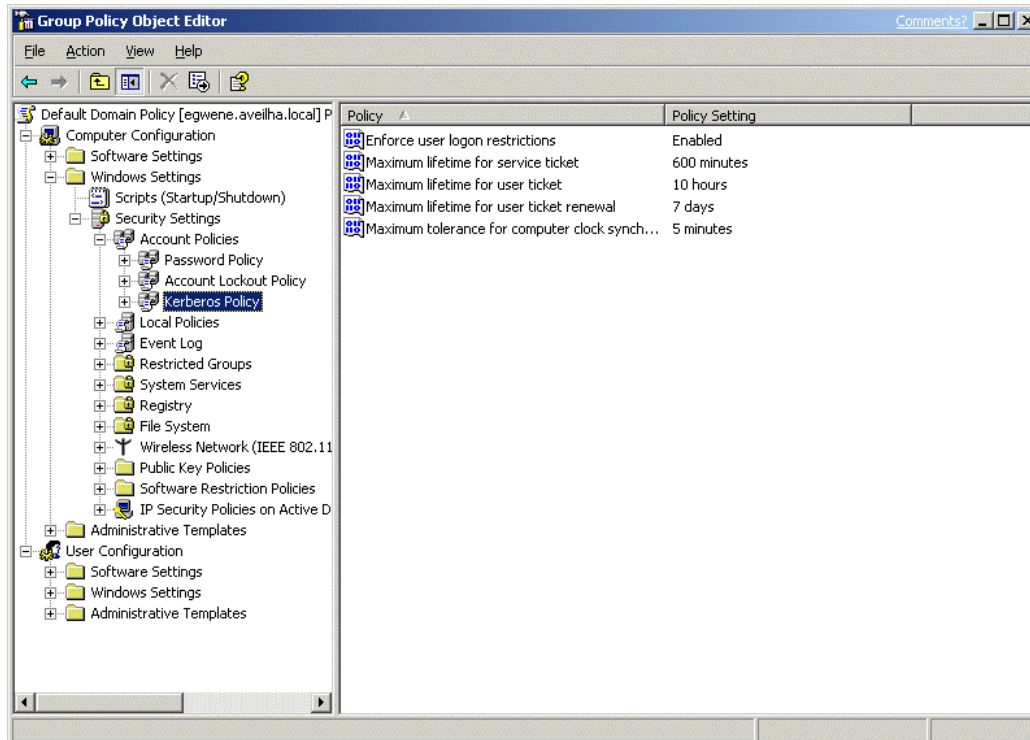 Group Policy Object Editor Comments?
File Action View Help
Default Domain Policy [egwene.aveilha.local] P
Computer Configuration
Software Settings
Windows Settings
Scripts (Startup/Shutdown)
Security Settings
Account Policies
Password Policy
Account Lockout Policy
Kerberos Policy
Local Policies
Event Log
Restricted Groups
System Services
Registry
File System
Wireless Network (IEEE 802.11
Public Key Policies
Software Restriction Policies
IP Security Policies on Active D
Administrative Templates
User Configuration
Software Settings
Windows Settings
Administrative Templates
Policy Policy Setting
Enforce user logon restrictions Enabled
Maximum lifetime for service ticket 600 minutes
Maximum lifetime for user ticket 10 hours
Maximum lifetime for user ticket renewal 7 days
Maximum tolerance for computer clock synch... 5 minutes